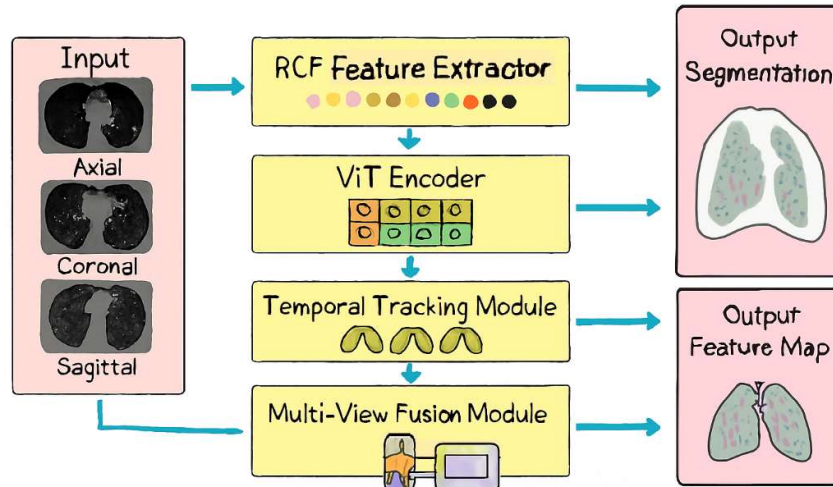 Input
Axial
Coronal
Sagittal
RCF Feature Extractor
ViT Encoder
Temporal Tracking Module
Multi-View Fusion Module
Output
Segmentation
Output
Feature Map